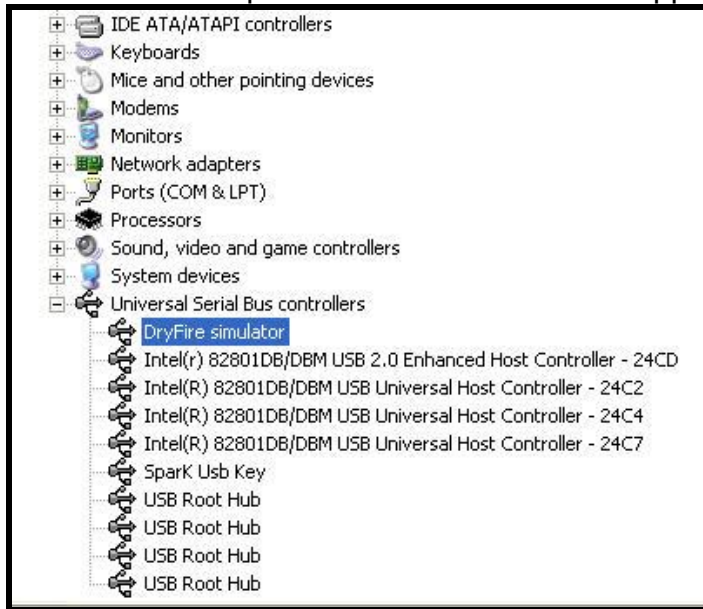 IDE ATA/ATAPI controllers
Keyboards
Mice and other pointing devices
Modems
Monitors
Network adapters
Ports (COM & LPT)
Processors
Sound, video and game controllers
System devices
Universal Serial Bus controllers
DryFire simulator
Intel(r) 82801DB/DBM USB 2.0 Enhanced Host Controller - 24CD
Intel(R) 82801DB/DBM USB Universal Host Controller - 24C2
Intel(R) 82801DB/DBM USB Universal Host Controller - 24C4
Intel(R) 82801DB/DBM USB Universal Host Controller - 24C7
SparK Usb Key
USB Root Hub
USB Root Hub
USB Root Hub
USB Root Hub